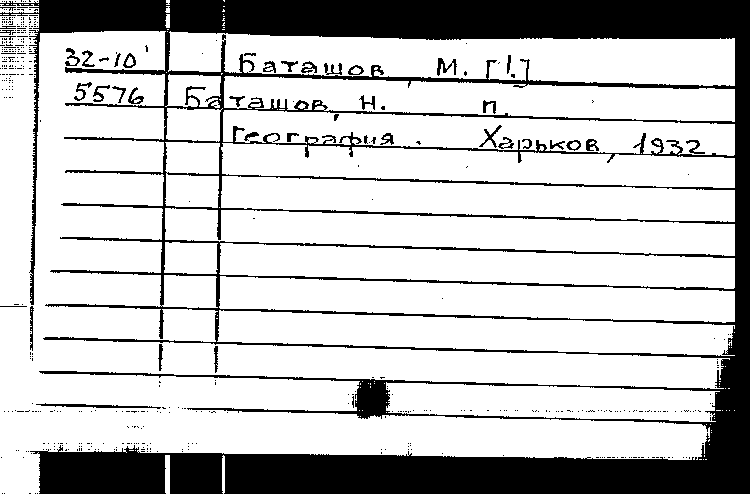 32-10' Баташов, М. [!.]
5576 Баташов, Н. П.
География. Харьков, 1932.